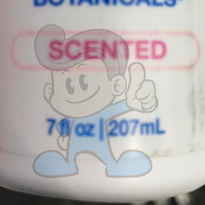 BOTANICALS
SCENTED
7 fl oz | 207mL